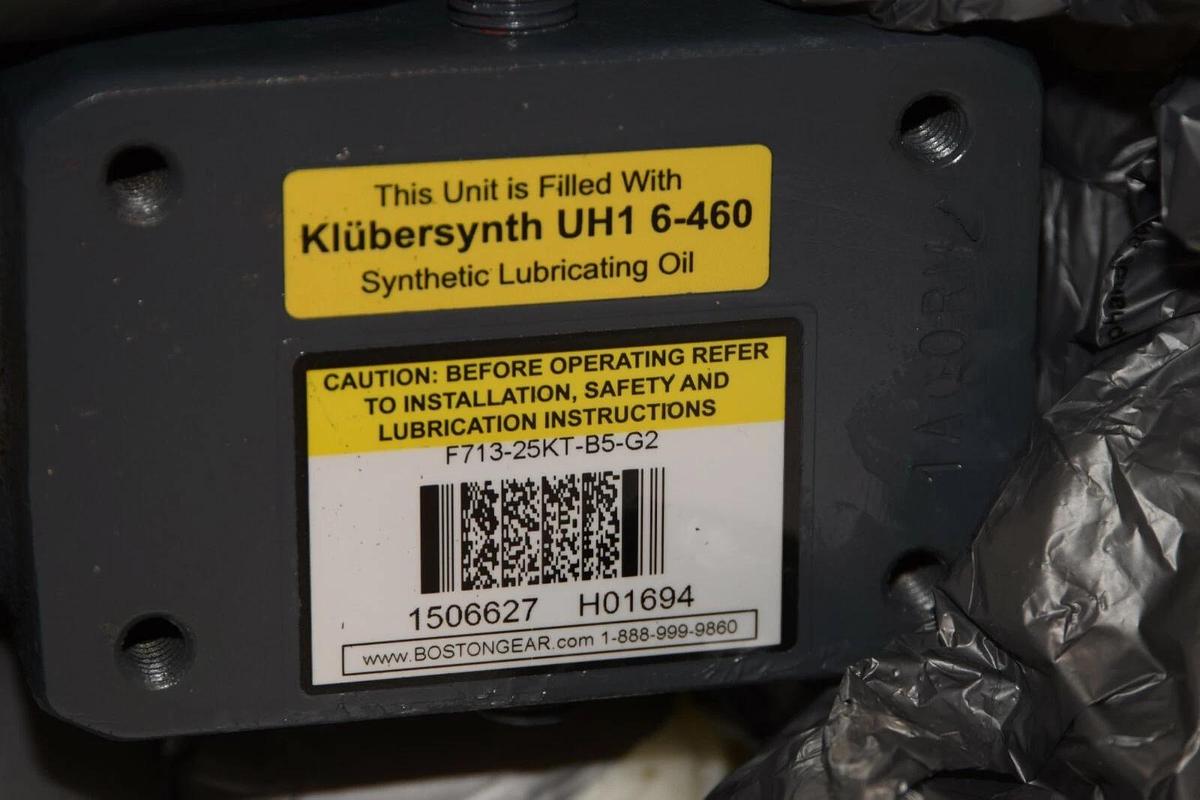 This Unit is Filled With
Klübersynth UH1 6-460
Synthetic Lubricating Oil
CAUTION: BEFORE OPERATING REFER
TO INSTALLATION, SAFETY AND
LUBRICATION INSTRUCTIONS
F713-25KT-B5-G2
1506627 H01694
www.BOSTONGEAR.com 1-888-999-9860